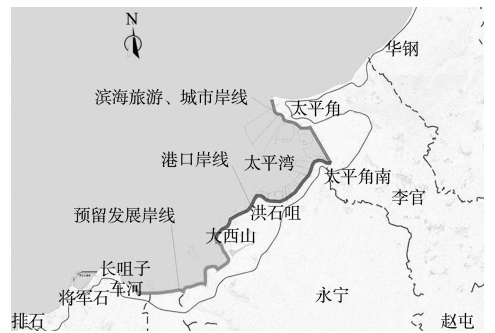 N
华钢
滨海旅游、城市岸线
太平角
港口岸线
太平湾
太平角南
李官
预留发展岸线
洪石咀
大西山
长咀子
将军石
车河
永宁
排石
赵屯